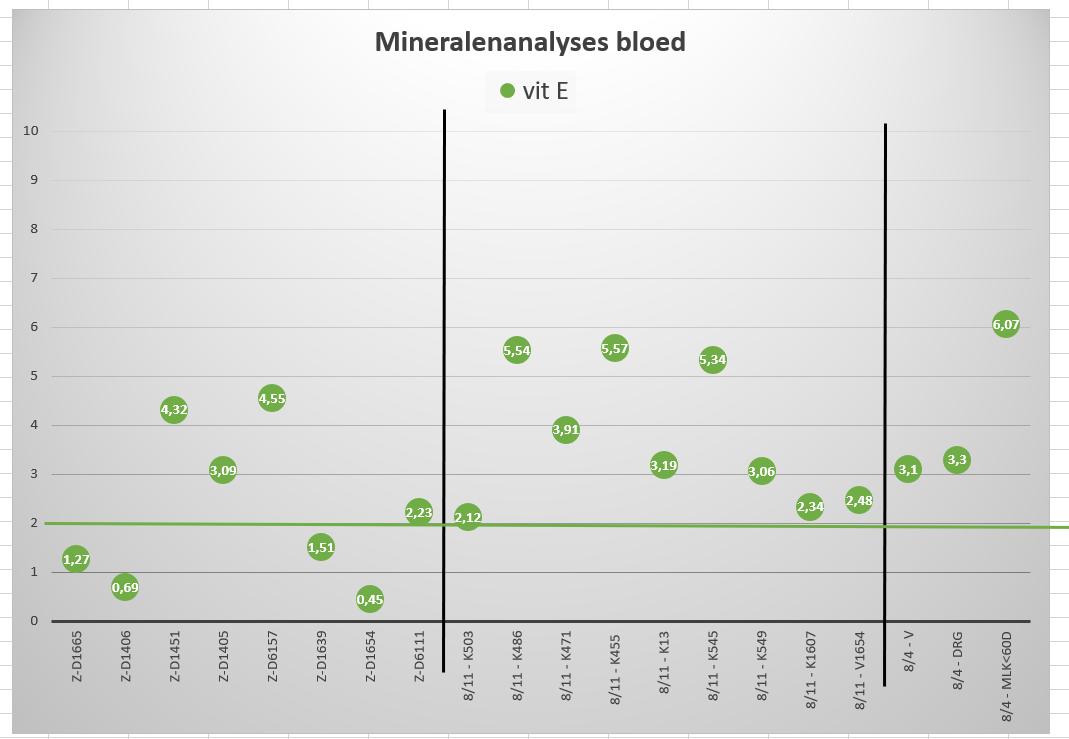 Mineralenanalyses bloed
vit E
10
9
8
7
6
5
4
3
2
1
0
1,27
0,69
4,32
3,09
4,55
1,51
0,45
2,23
2,12
5,54
3,91
5,57
3,19
5,34
3,06
2,34
2,48
3,1
3,3
6,07
Z-D1665
Z-D1406
Z-D1451
Z-D1405
Z-D6157
Z-D1639
Z-D1654
Z-D6111
8/11 - K503
8/11 - K486
8/11 - K471
8/11 - K455
8/11 - K13
8/11 - K545
8/11 - K549
8/11 - K1607
8/11 - V1654
8/4 - V
8/4 - DRG
8/4 - MLK<60D